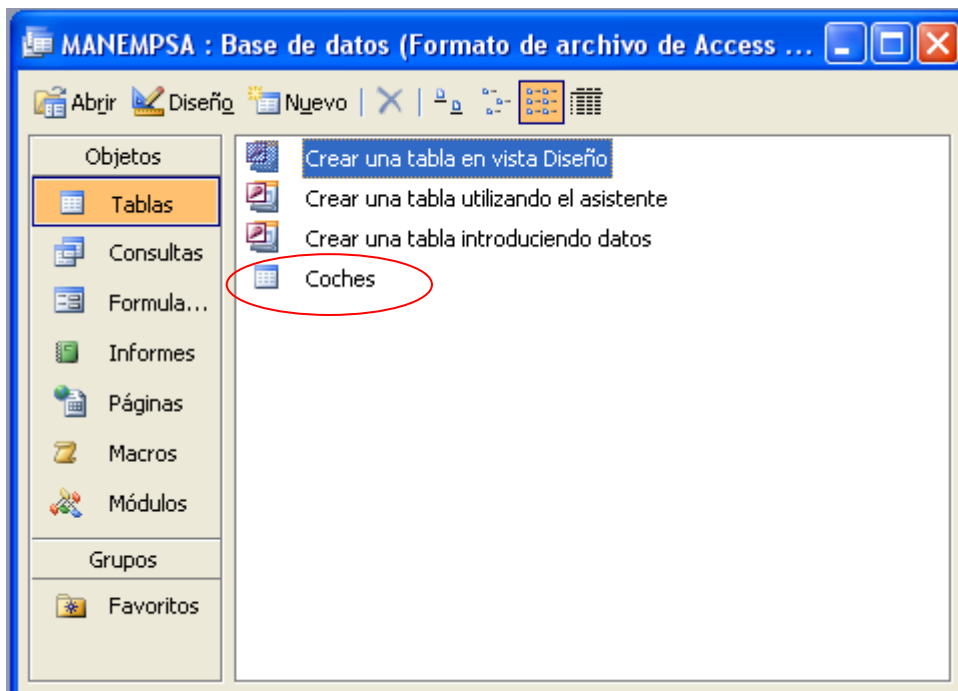 MANEMPSA : Base de datos (Formato de archivo de Access ...
Abrir Diseño Nuevo
Objetos
Tablas
Consultas
Formula...
Informes
Páginas
Macros
Módulos
Grupos
Favoritos
Crear una tabla en vista Diseño
Crear una tabla utilizando el asistente
Crear una tabla introduciendo datos
Coches